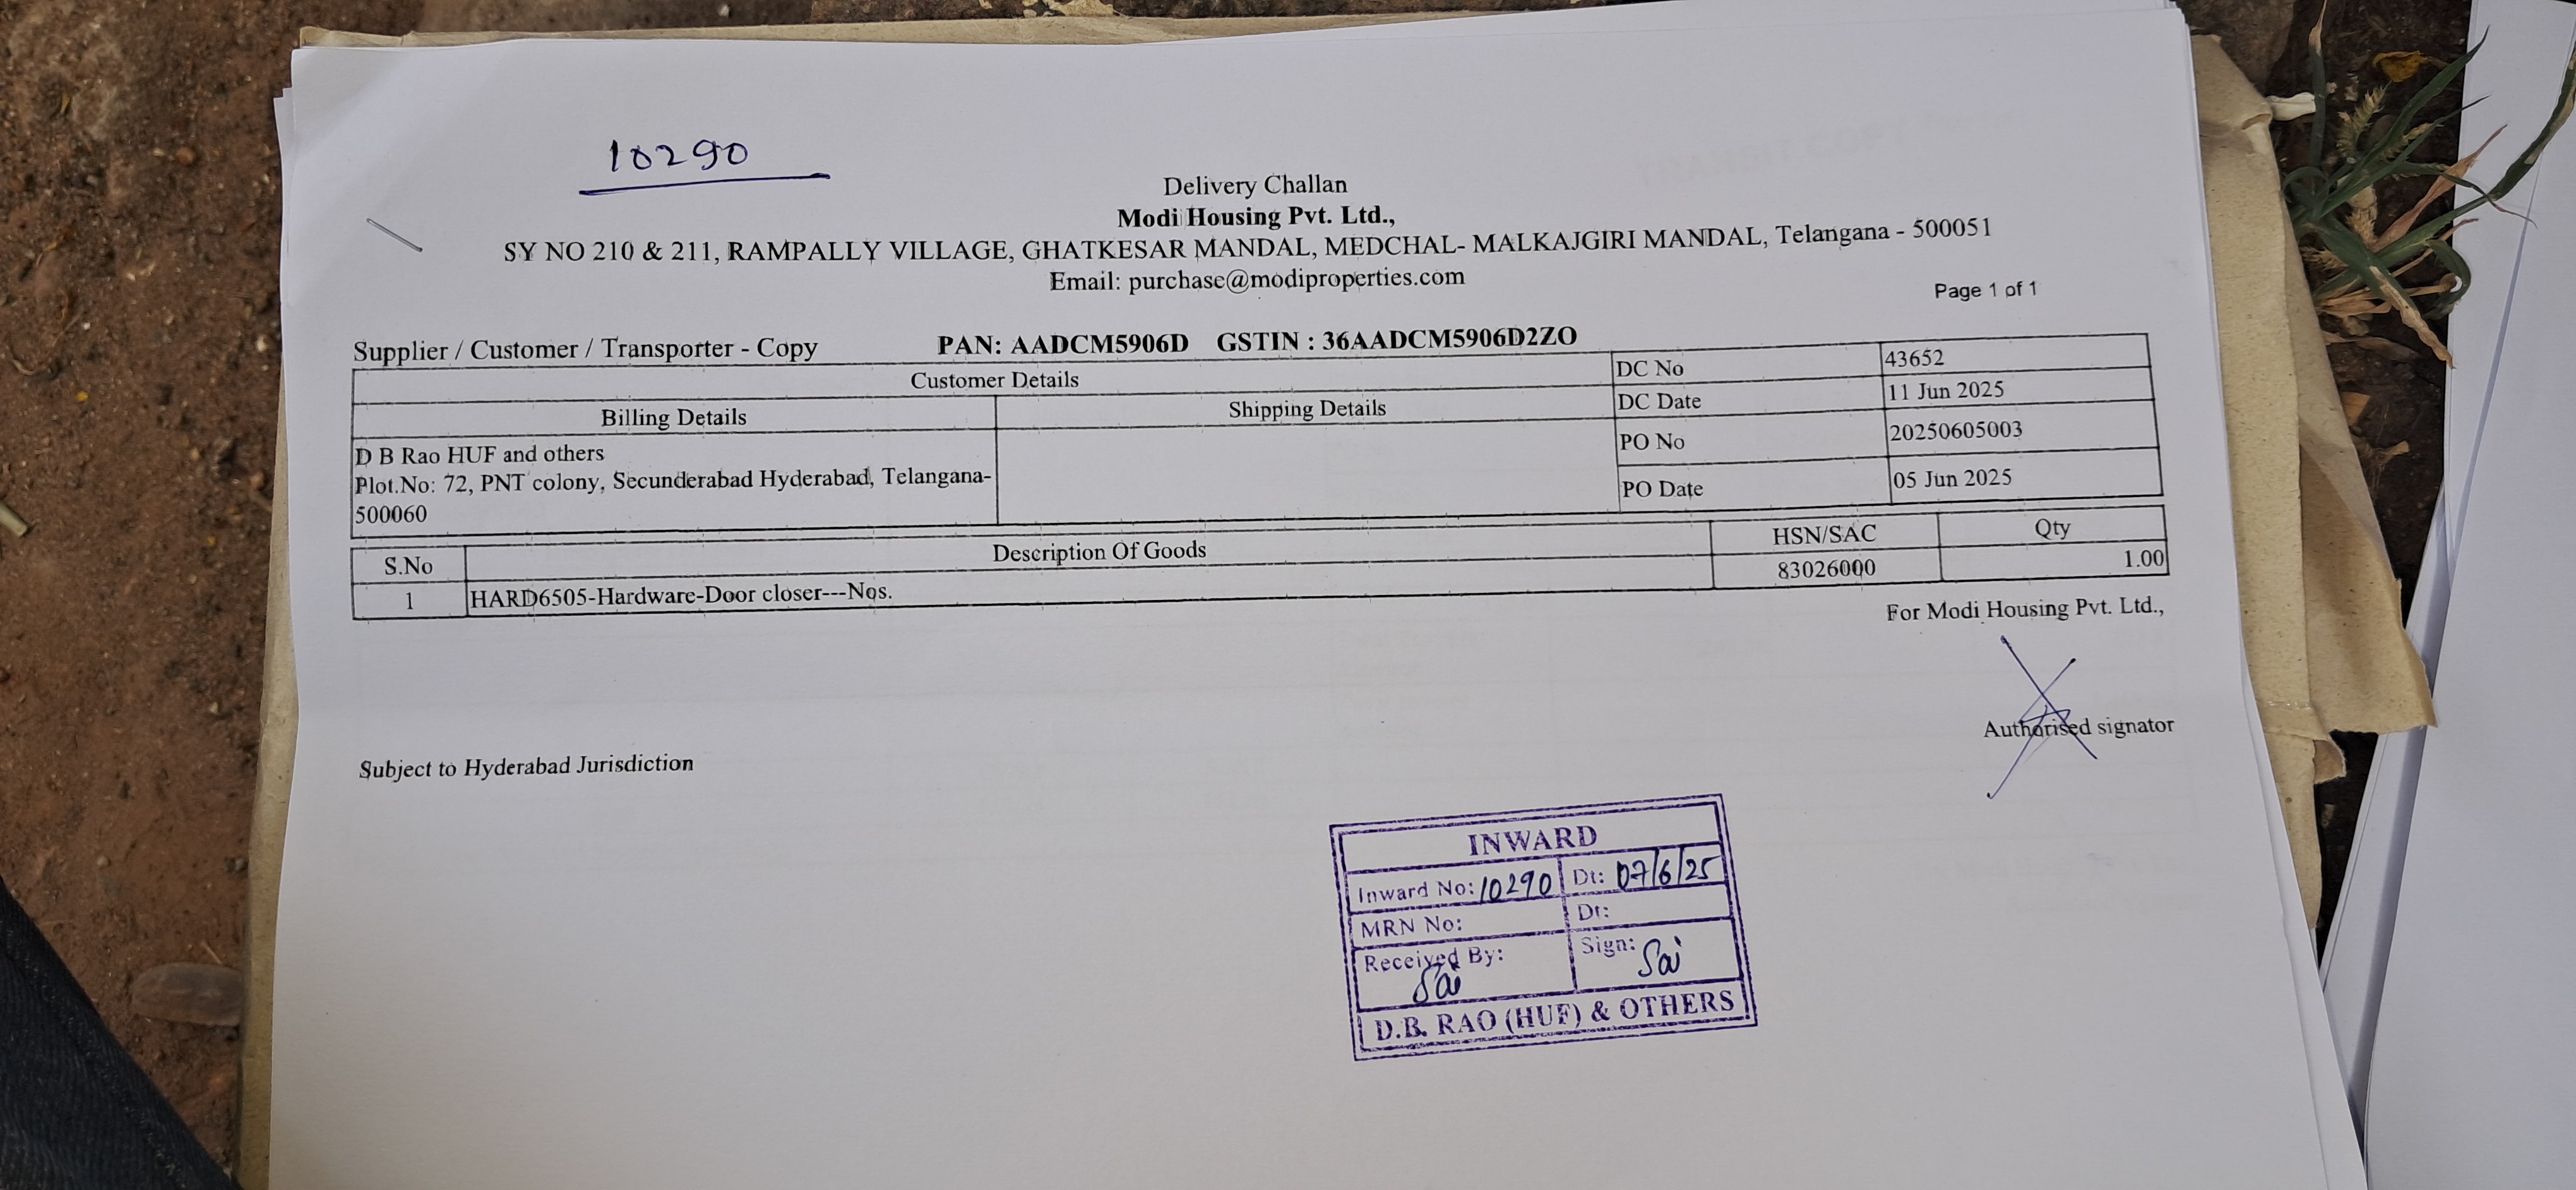 10290
Delivery Challan
Modi Housing Pvt. Ltd.,
SY NO 210 & 211, RAMPALLY VILLAGE, GHATKESAR MANDAL, MEDCHAL- MALKAJGIRI MANDAL, Telangana - 500051
Email: purchase@modiproperties.com
Page 1 of 1
Supplier / Customer / Transporter - Copy PAN: AADCM5906D GSTIN : 36AADCM5906D2ZO
Customer Details
DC No 43652
Billing Details Shipping Details
DC Date 11 Jun 2025
D B Rao HUF and others
Plot.No: 72, PNT colony, Secunderabad Hyderabad, Telangana-
500060
PO No 20250605003
PO Date 05 Jun 2025
S.No Description Of Goods HSN/SAC Qty
1 HARD6505-Hardware-Door closer---Nos. 83026000 1.00
For Modi Housing Pvt. Ltd.,
Authorised signator
Subject to Hyderabad Jurisdiction
INWARD
Inward No: 10290 Dt: 07/6/25
MRN No: Dt:
Received By: Sai Sign: Sai
D.B. RAO (HUF) & OTHERS